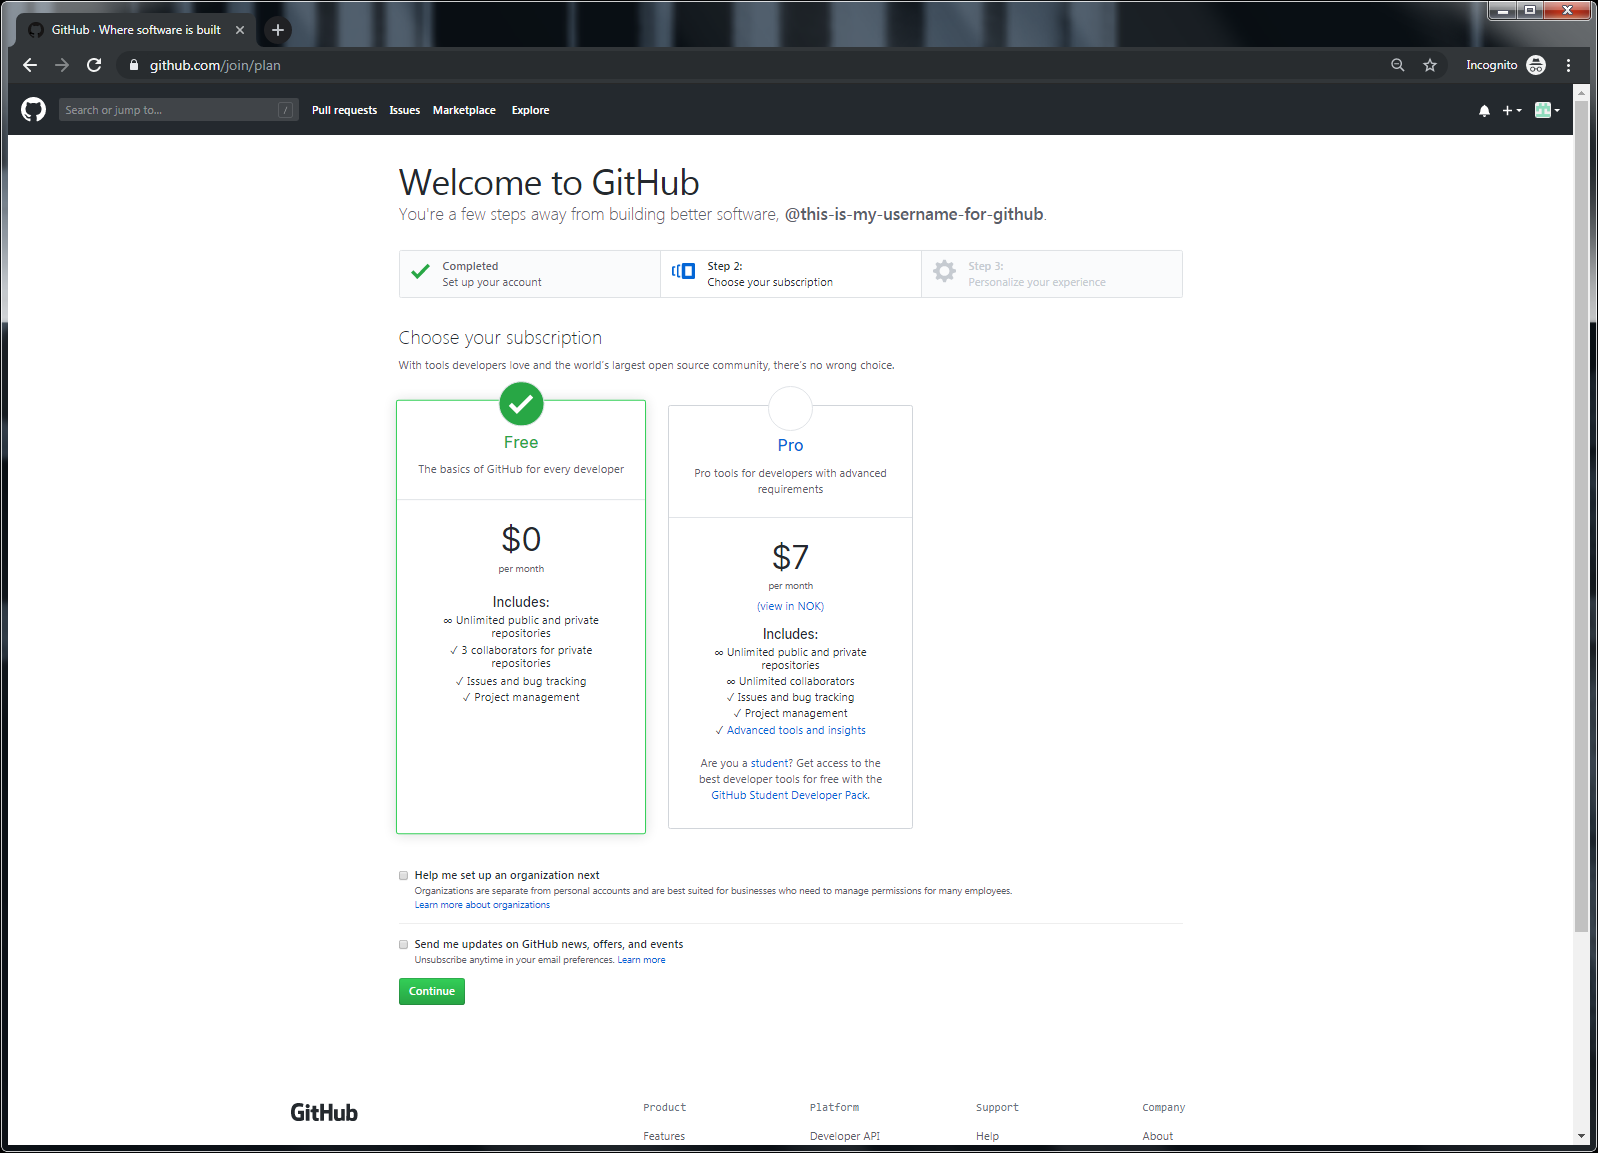 GitHub · Where software is built
github.com/join/plan
Incognito
Search or jump to...
/
Pull requests
Issues
Marketplace
Explore
Welcome to GitHub
You're a few steps away from building better software, @this-is-my-username-for-github.
Completed
Set up your account
Step 2:
Choose your subscription
Step 3:
Personalize your experience
Choose your subscription
With tools developers love and the world's largest open source community, there's no wrong choice.
Free
The basics of GitHub for every developer
$0
per month
Includes:
∞ Unlimited public and private
repositories
✓ 3 collaborators for private
repositories
✓ Issues and bug tracking
✓ Project management
Pro
Pro tools for developers with advanced
requirements
$7
per month
(view in NOK)
Includes:
∞ Unlimited public and private
repositories
∞ Unlimited collaborators
✓ Issues and bug tracking
✓ Project management
✓ Advanced tools and insights
Are you a student? Get access to the
best developer tools for free with the
GitHub Student Developer Pack.
Help me set up an organization next
Organizations are separate from personal accounts and are best suited for businesses who need to manage permissions for many employees.
Learn more about organizations
Send me updates on GitHub news, offers, and events
Unsubscribe anytime in your email preferences. Learn more
Continue
GitHub
Product
Features
Platform
Developer API
Support
Help
Company
About